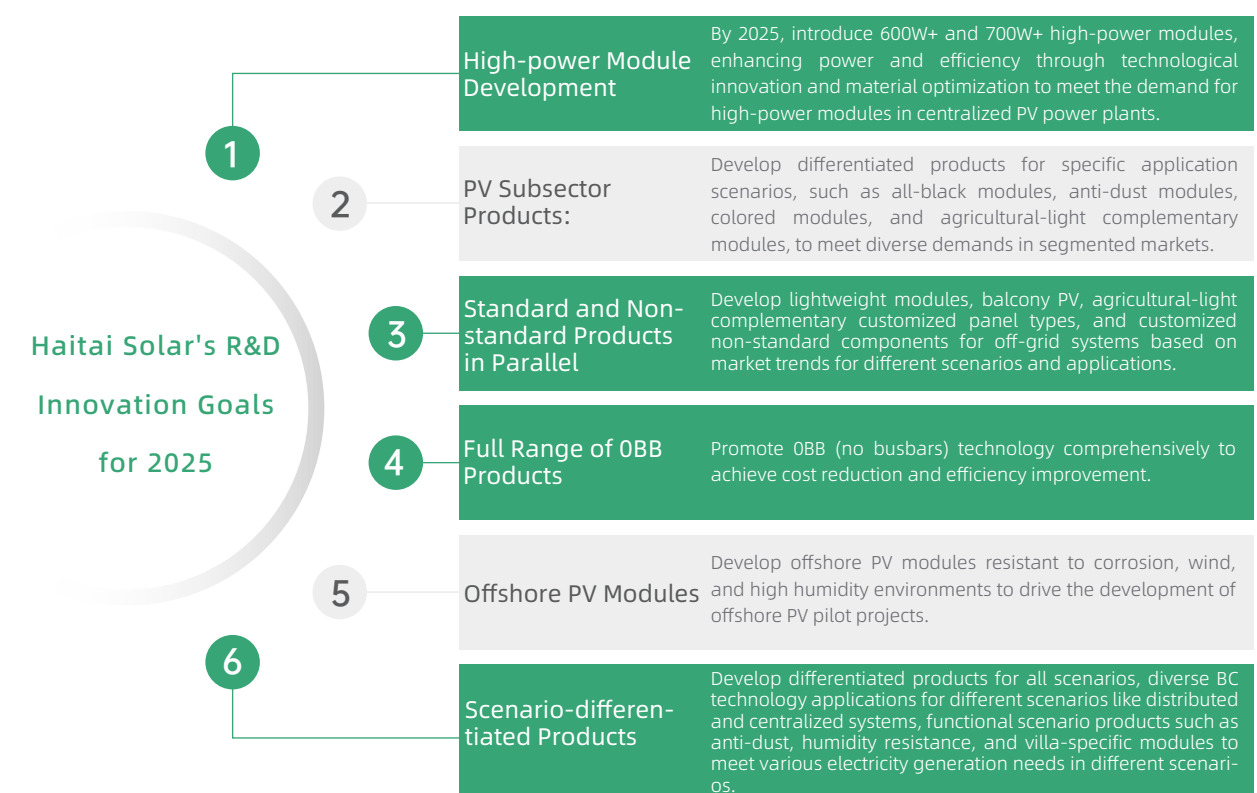 Haitai Solar's R&D
Innovation Goals
for 2025
1
High-power Module
Development
By 2025, introduce 600W+ and 700W+ high-power modules,
enhancing power and efficiency through technological
innovation and material optimization to meet the demand for
high-power modules in centralized PV power plants.
2
PV Subsector
Products:
Develop differentiated products for specific application
scenarios, such as all-black modules, anti-dust modules,
colored modules, and agricultural-light complementary
modules, to meet diverse demands in segmented markets.
3
Standard and Non-
standard Products
in Parallel
Develop lightweight modules, balcony PV, agricultural-light
complementary customized panel types, and customized
non-standard components for off-grid systems based on
market trends for different scenarios and applications.
4
Full Range of 0BB
Products
Promote 0BB (no busbars) technology comprehensively to
achieve cost reduction and efficiency improvement.
5
Offshore PV Modules
Develop offshore PV modules resistant to corrosion, wind,
and high humidity environments to drive the development of
offshore PV pilot projects.
6
Scenario-differen-
tiated Products
Develop differentiated products for all scenarios, diverse BC
technology applications for different scenarios like distributed
and centralized systems, functional scenario products such as
anti-dust, humidity resistance, and villa-specific modules to
meet various electricity generation needs in different scenari-
os.